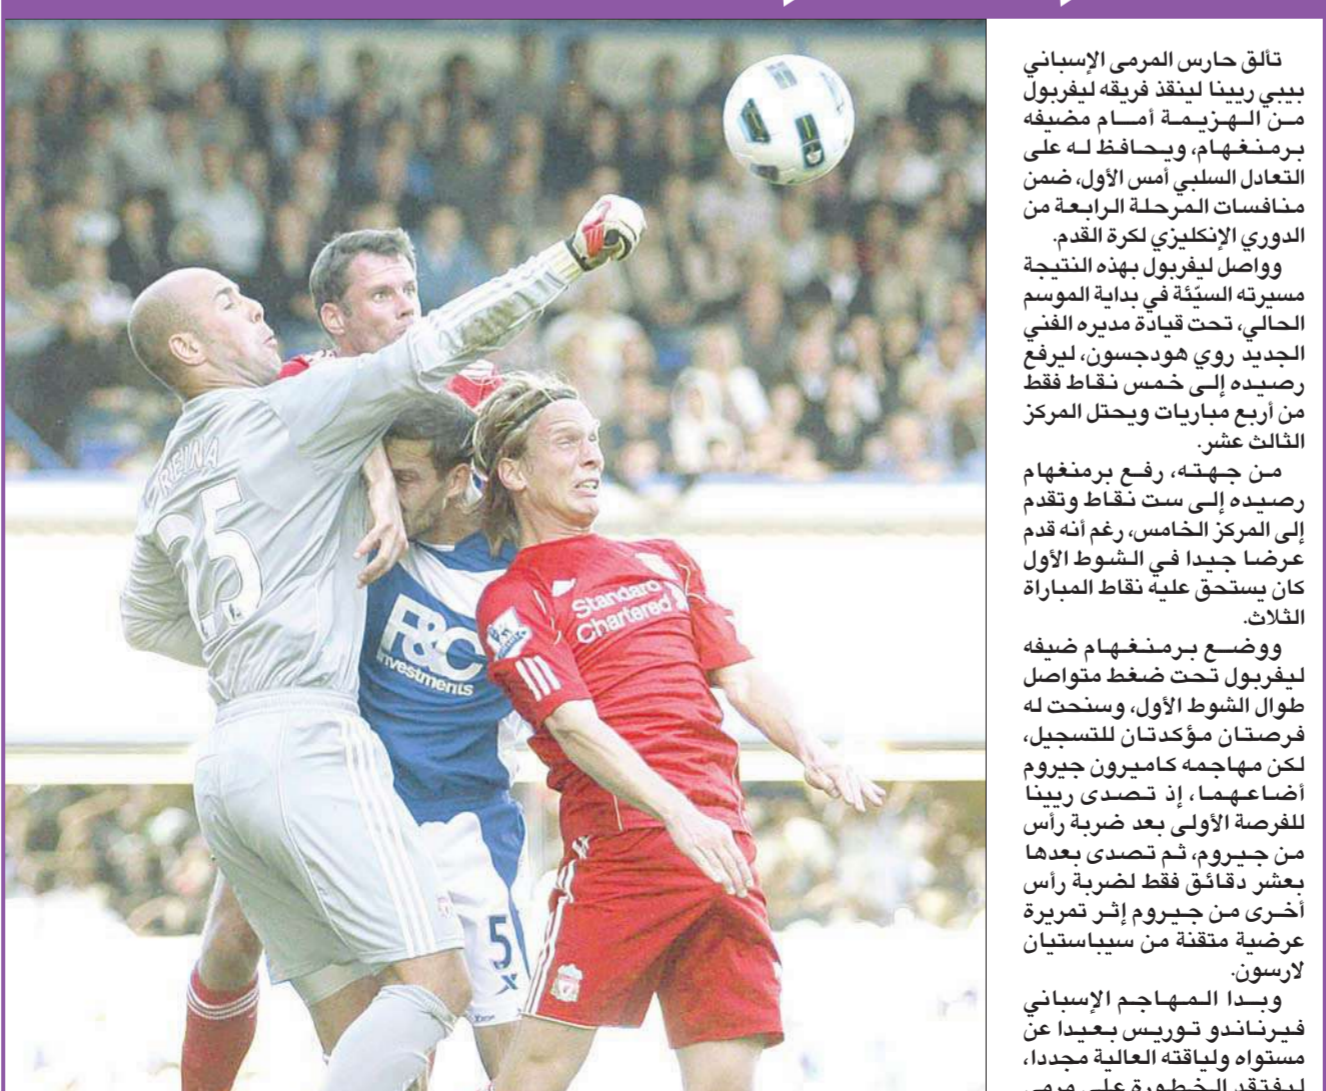 تألق حارس المرمى الإسباني
بيبي ريينا لينقذ فريقه ليفربول
من الهزيمة أمام مضيفه
برمنغهام، ويحافظ له على
التعادل السلبي أمس الأول، ضمن
منافسات المرحلة الرابعة من
الدوري الإنكليزي لكرة القدم.
وواصل ليفربول بهذه النتيجة
مسيرته السيّئة في بداية الموسم
الحالي، تحت قيادة مديره الفني
الجديد روي هودجسون، ليرفع
رصيده إلى خمس نقاط فقط
من أربع مباريات ويحتل المركز
الثالث عشر.
من جهته، رفع برمنغهام
رصيده إلى ست نقاط وتقدم
إلى المركز الخامس، رغم أنه قدم
عرضا جيدا في الشوط الأول
كان يستحق عليه نقاط المباراة
الثلاث.
ووضع برمنغهام ضيفه
ليفربول تحت ضغط متواصل
طوال الشوط الأول، وسنحت له
فرصتان مؤكدتان للتسجيل،
لكن مهاجمه كاميرون جيروم
أضاعهما، إذ تصدى ريينا
للفرصة الأولى بعد ضربة رأس
من جيروم، ثم تصدى بعدها
بعشر دقائق فقط لضربة رأس
أخرى من جيروم إثر تمريرة
عرضية متقنة من سيباستيان
لارسون.
وبدا المهاجم الإسباني
فيرناندو توريس بعيدا عن
مستواه ولياقته العالية مجددا،
ليفتقد الخطورة على مرمى
REINA
25
F&C
investments
Standard
Chartered
5